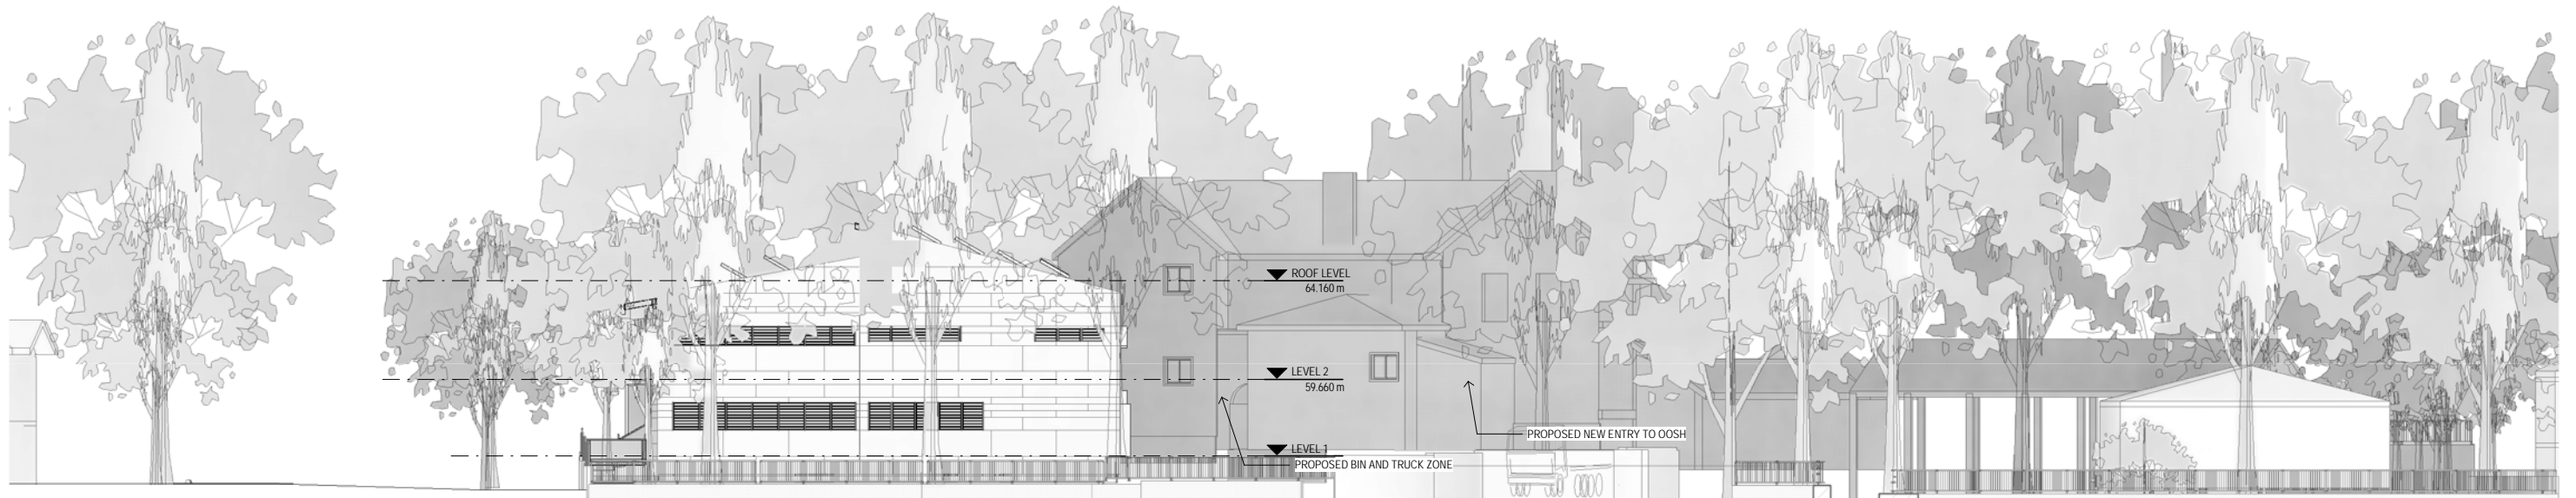 ROOF LEVEL
64.160 m
LEVEL 2
59.660 m
LEVEL 1
PROPOSED BIN AND TRUCK ZONE
PROPOSED NEW ENTRY TO OOSH